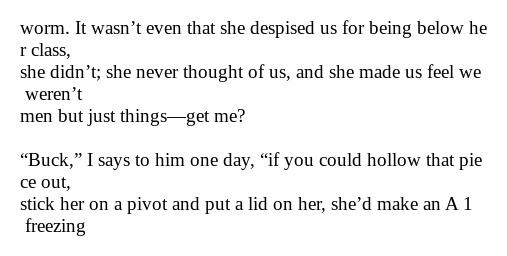 worm. It wasn’t even that she despised us for being below he
r class,
she didn’t; she never thought of us, and she made us feel we
weren’t
men but just things—get me?
“Buck,” I says to him one day, “if you could hollow that pie
ce out,
stick her on a pivot and put a lid on her, she’d make an A 1
freezing